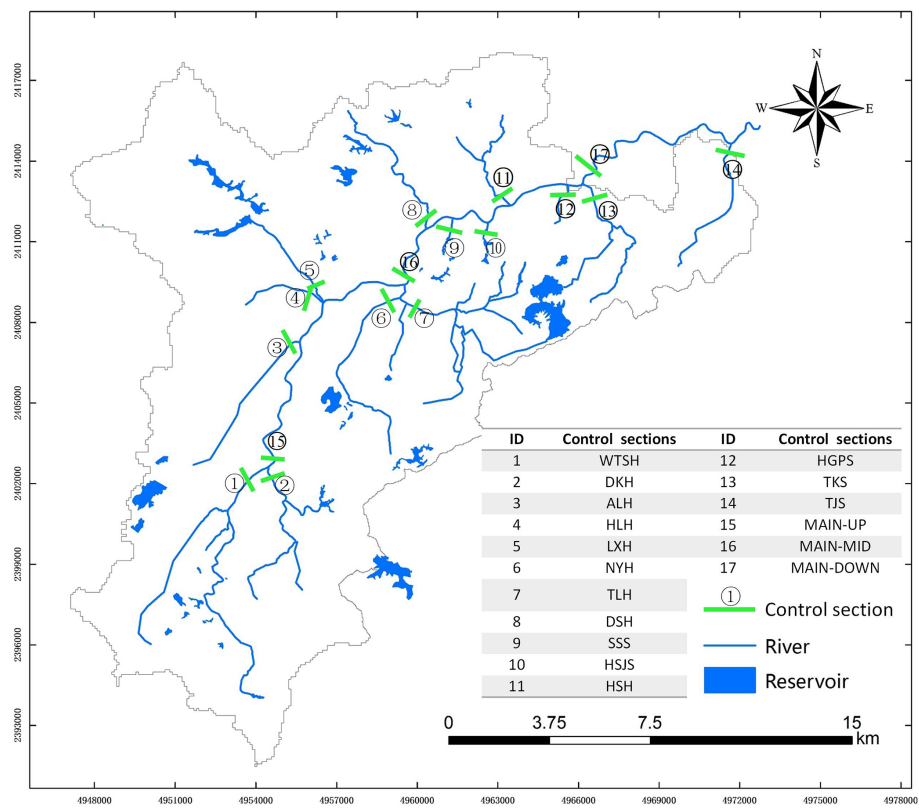 N
W E
S
2417000
2414000
2411000
2408000
2405000
2402000
2399000
2396000
2393000
⑰
⑭
⑪
⑫
⑬
⑧
⑨
⑩
⑯
⑤
④
⑥
⑦
③
⑮
①
②
ID Control sections ID Control sections
1 WTSH 12 HGPS
2 DKH 13 TKS
3 ALH 14 TJS
4 HLH 15 MAIN-UP
5 LXH 16 MAIN-MID
6 NYH 17 MAIN-DOWN
7 TLH
8 DSH
9 SSS
10 HSJS
11 HSH
① Control section
River
Reservoir
0 3.75 7.5 15
km
4948000 4951000 4954000 4957000 4960000 4963000 4966000 4969000 4972000 4975000 4978000